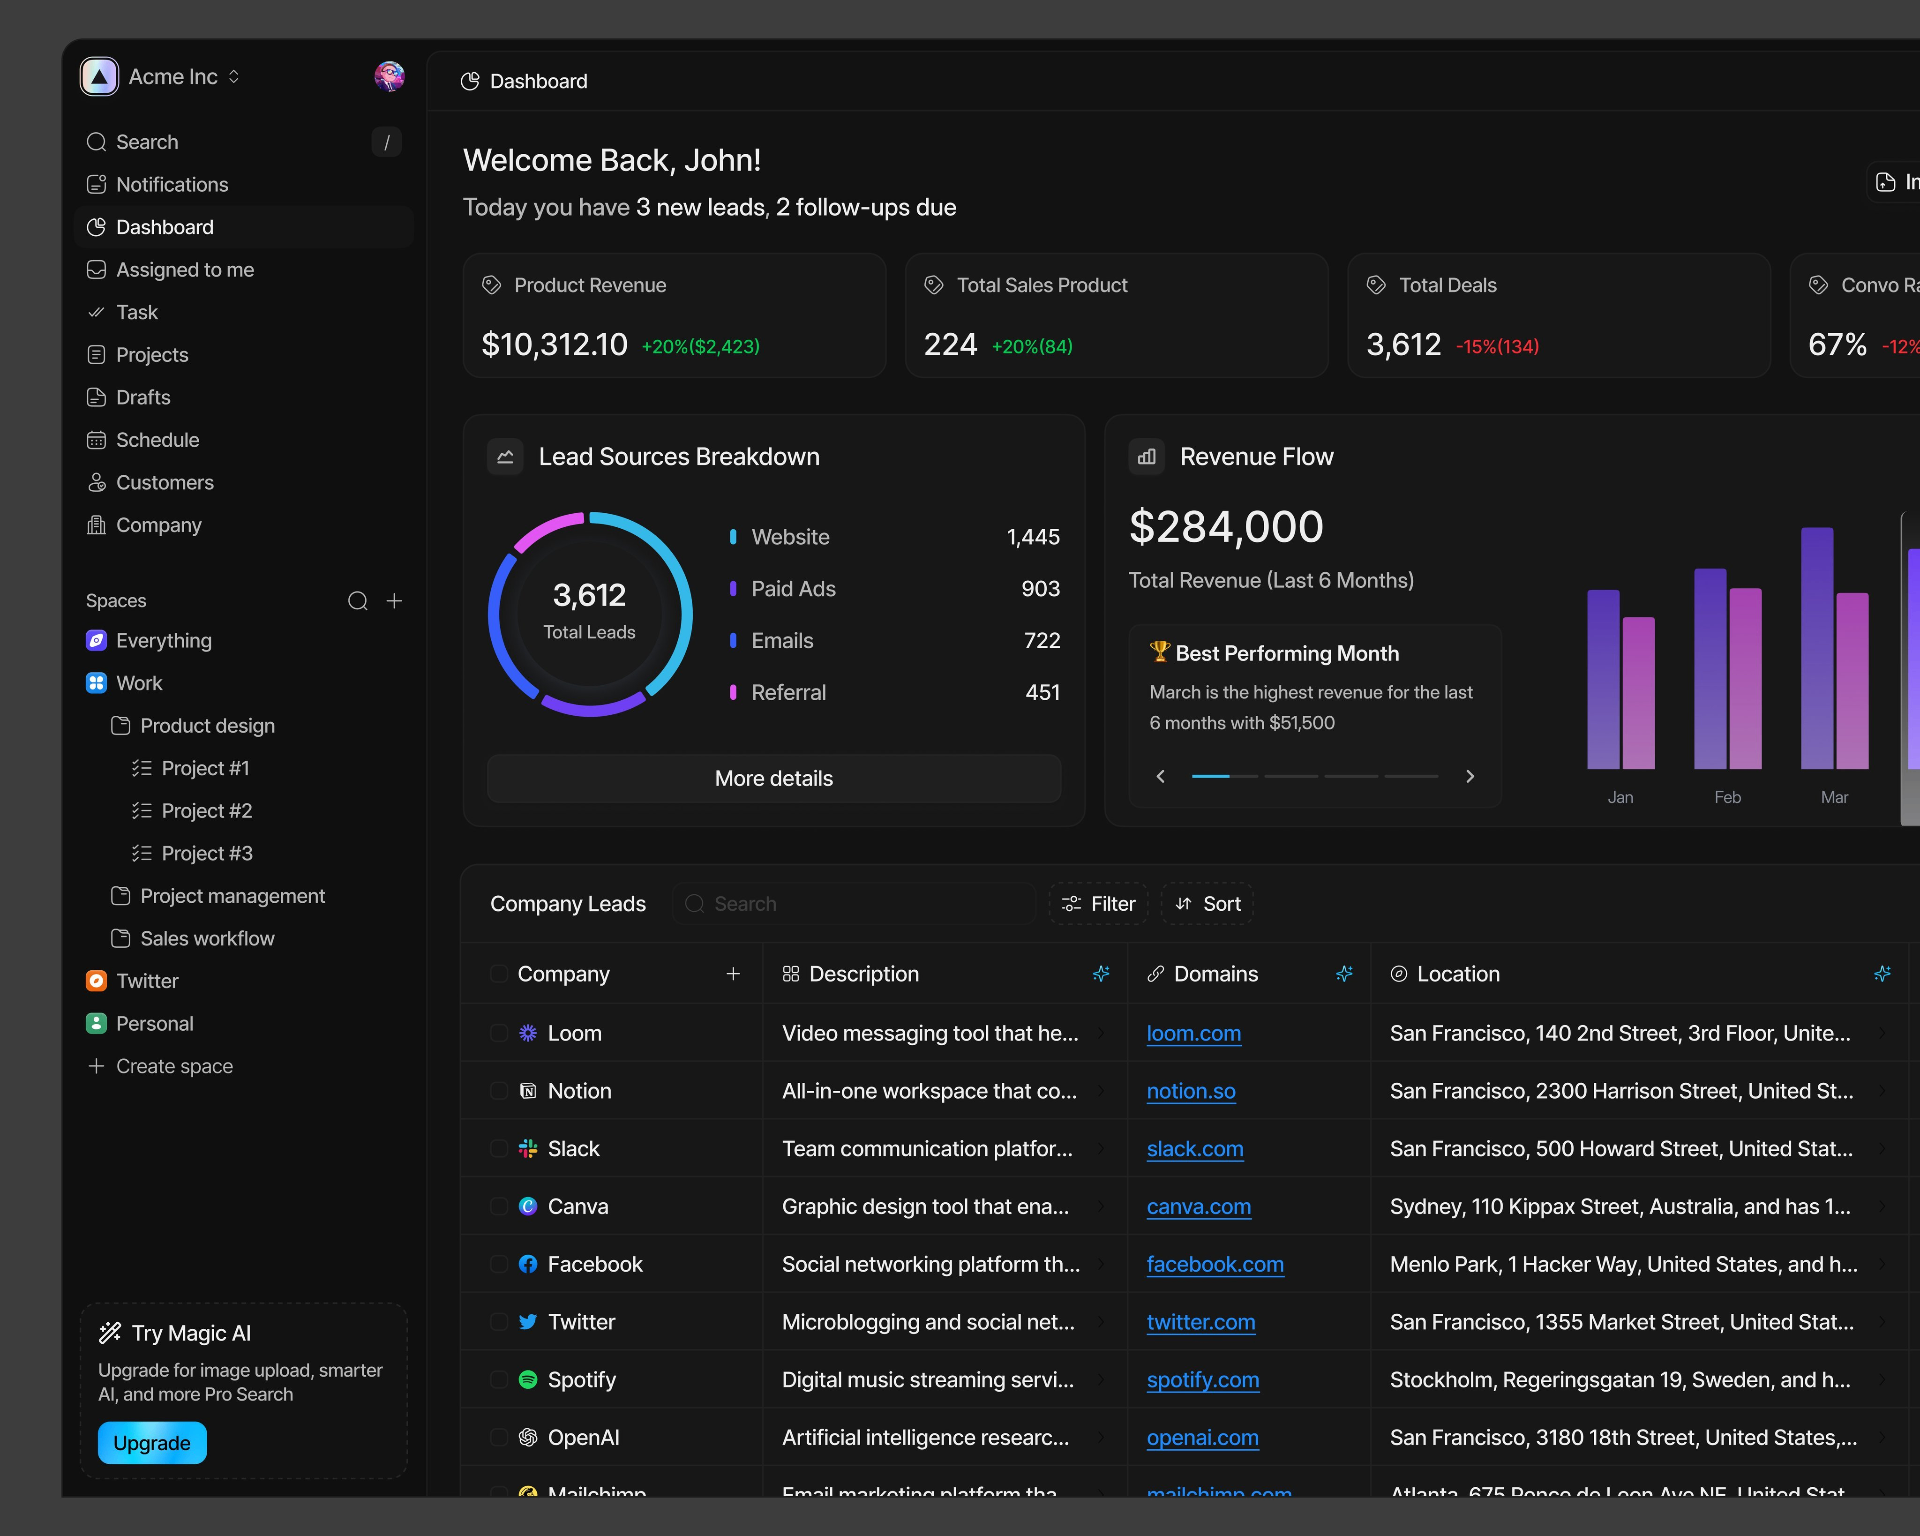 Acme Inc
Search
/
Notifications
Dashboard
Assigned to me
Task
Projects
Drafts
Schedule
Customers
Company
Spaces
Everything
Work
Product design
Project #1
Project #2
Project #3
Project management
Sales workflow
Twitter
Personal
Create space
Try Magic AI
Upgrade for image upload, smarter
AI, and more Pro Search
Upgrade
Dashboard
Welcome Back, John!
Today you have 3 new leads, 2 follow-ups due
Product Revenue
$10,312.10 +20%($2,423)
Total Sales Product
224 +20%(84)
Total Deals
3,612 -15%(134)
Convo
67% -12%
Lead Sources Breakdown
3,612
Total Leads
Website 1,445
Paid Ads 903
Emails 722
Referral 451
More details
Revenue Flow
$284,000
Total Revenue (Last 6 Months)
Best Performing Month
March is the highest revenue for the last
6 months with $51,500
Jan Feb Mar
Company Leads Search Filter Sort
Company Description Domains Location
Loom Video messaging tool that he... loom.com San Francisco, 140 2nd Street, 3rd Floor, Unite...
Notion All-in-one workspace that co... notion.so San Francisco, 2300 Harrison Street, United St...
Slack Team communication platfor... slack.com San Francisco, 500 Howard Street, United Stat...
Canva Graphic design tool that ena... canva.com Sydney, 110 Kippax Street, Australia, and has 1...
Facebook Social networking platform th... facebook.com Menlo Park, 1 Hacker Way, United States, and h...
Twitter Microblogging and social net... twitter.com San Francisco, 1355 Market Street, United Stat...
Spotify Digital music streaming servi... spotify.com Stockholm, Regeringsgatan 19, Sweden, and h...
OpenAI Artificial intelligence researc... openai.com San Francisco, 3180 18th Street, United States,...
Mailchimp Email marketing platform tha... mailchimp.com Atlanta, 675 Ponce de Leon Ave NE, United Stat...